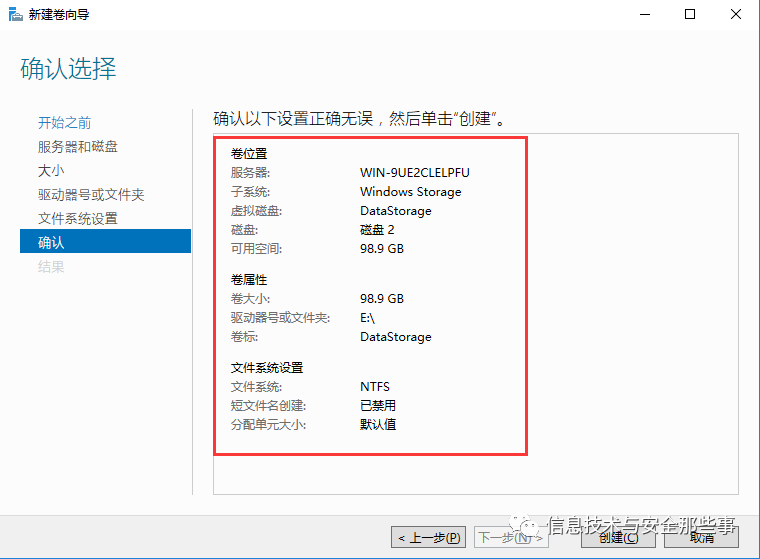 新建卷向导
确认选择
开始之前
服务器和磁盘
大小
驱动器号或文件夹
文件系统设置
确认
结果
确认以下设置正确无误，然后单击“创建”。
卷位置
服务器: WIN-9UE2CLELPFU
子系统: Windows Storage
虚拟磁盘: DataStorage
磁盘: 磁盘 2
可用空间: 98.9 GB
卷属性
卷大小: 98.9 GB
驱动器号或文件夹: E:\
卷标: DataStorage
文件系统设置
文件系统: NTFS
短文件名创建: 已禁用
分配单元大小: 默认值
< 上一步(P) 下一步(N) > 创建(C) 取消
信息技术与安全那些事